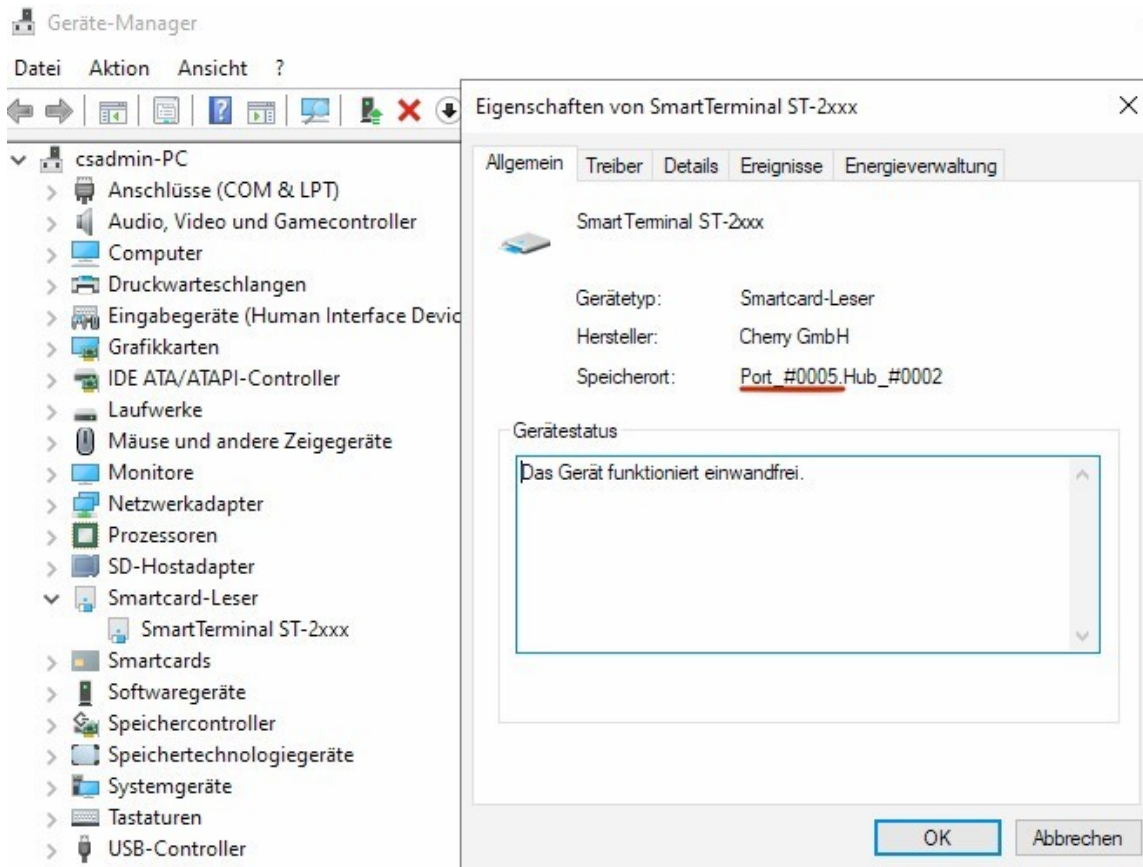 Geräte-Manager
Datei Aktion Ansicht ?
csadmin-PC
Anschlüsse (COM & LPT)
Audio, Video und Gamecontroller
Computer
Druckwarteschlangen
Eingabegeräte (Human Interface Devic
Grafikkarten
IDE ATA/ATAPI-Controller
Laufwerke
Mäuse und andere Zeigegeräte
Monitore
Netzwerkadapter
Prozessoren
SD-Hostadapter
Smartcard-Leser
SmartTerminal ST-2xxx
Smartcards
Softwaregeräte
Speichercontroller
Speichertechnologiegeräte
Systemgeräte
Tastaturen
USB-Controller
Eigenschaften von SmartTerminal ST-2xxx
Allgemein Treiber Details Ereignisse Energieverwaltung
SmartTerminal ST-2xxx
Gerätetyp: Smartcard-Leser
Hersteller: Cherry GmbH
Speicherort: Port_#0005.Hub_#0002
Gerätestatus
Das Gerät funktioniert einwandfrei.
OK Abbrechen